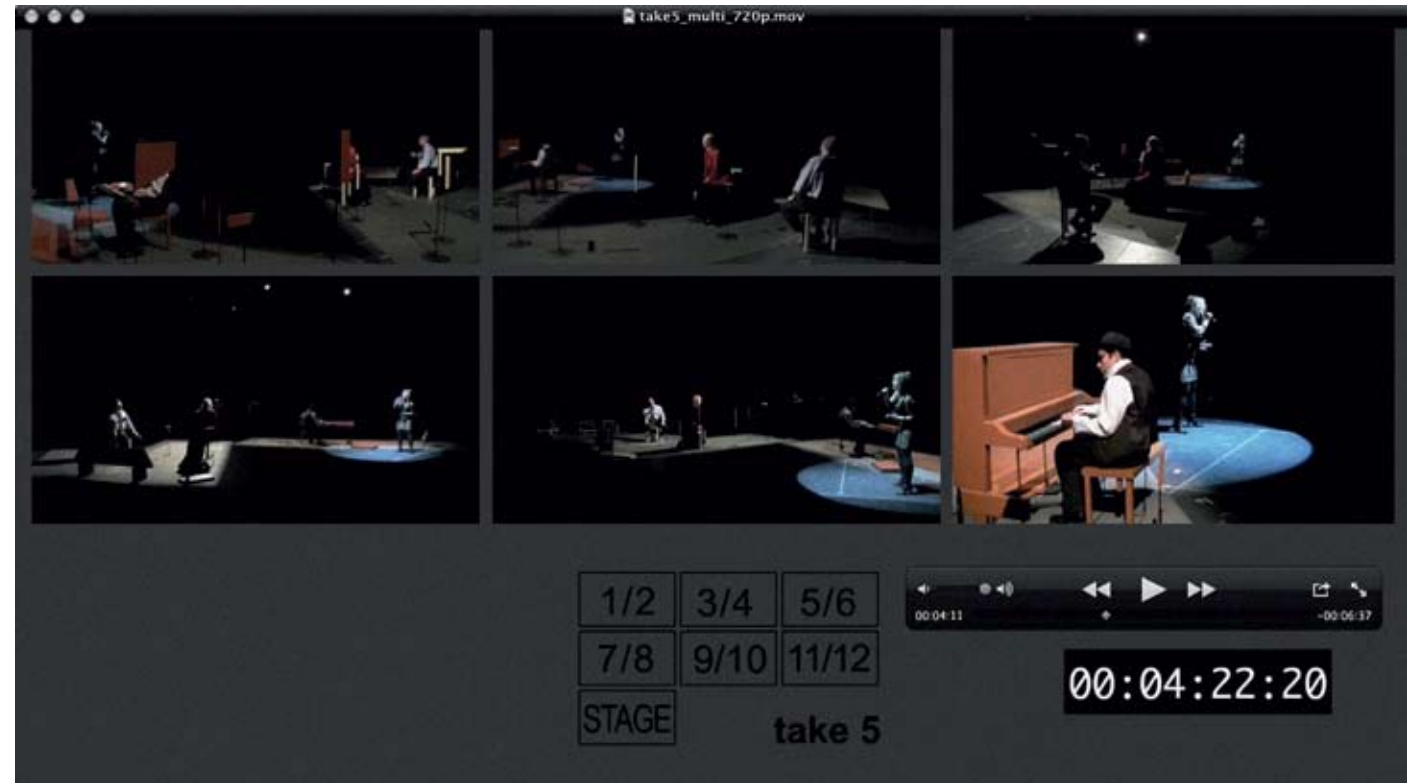 take5_multi_720p.mov
1/2 3/4 5/6
7/8 9/10 11/12
STAGE
take 5
00:04:11
-00:06:37
00:04:22:20